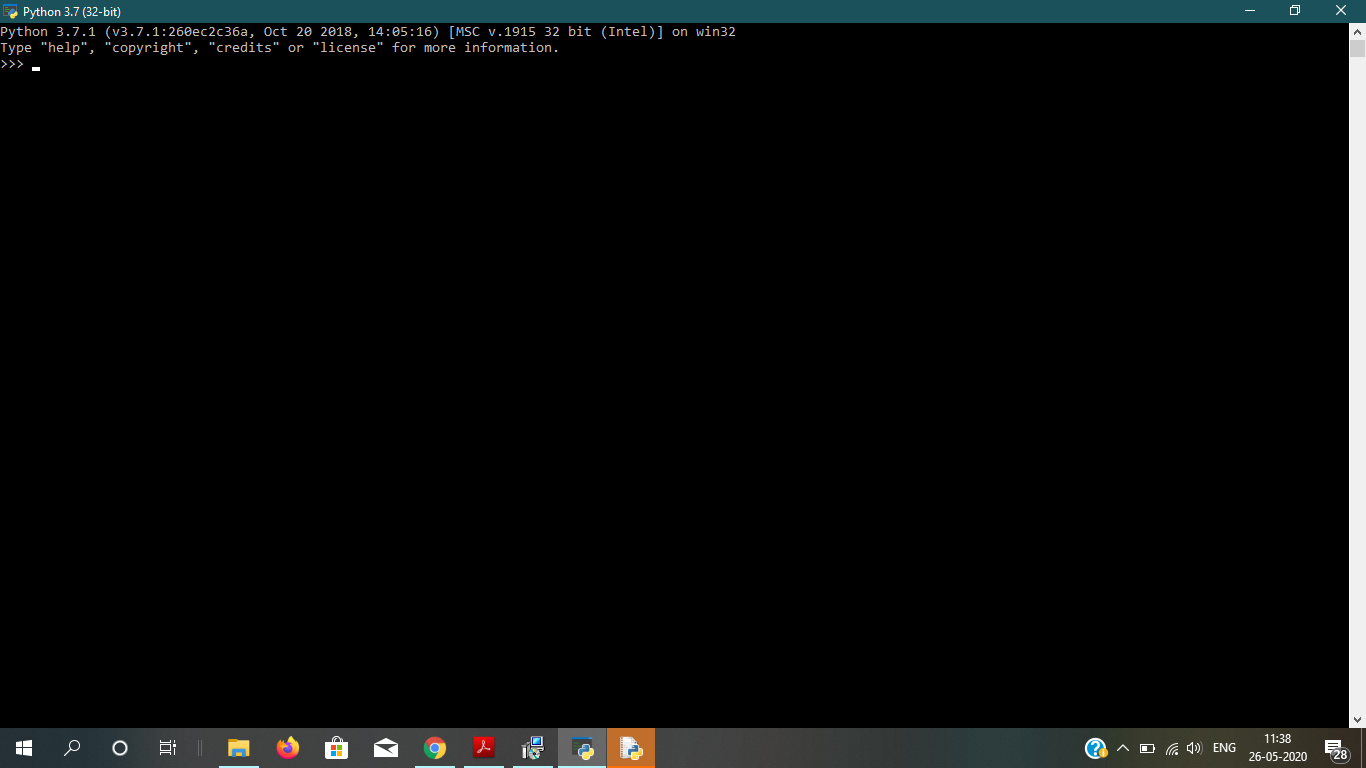 Python 3.7 (32-bit)
Python 3.7.1 (v3.7.1:260ec2c36a, Oct 20 2018, 14:05:16) [MSC v.1915 32 bit (Intel)] on win32
Type "help", "copyright", "credits" or "license" for more information.
>>> 
ENG
11:38
26-05-2020
28